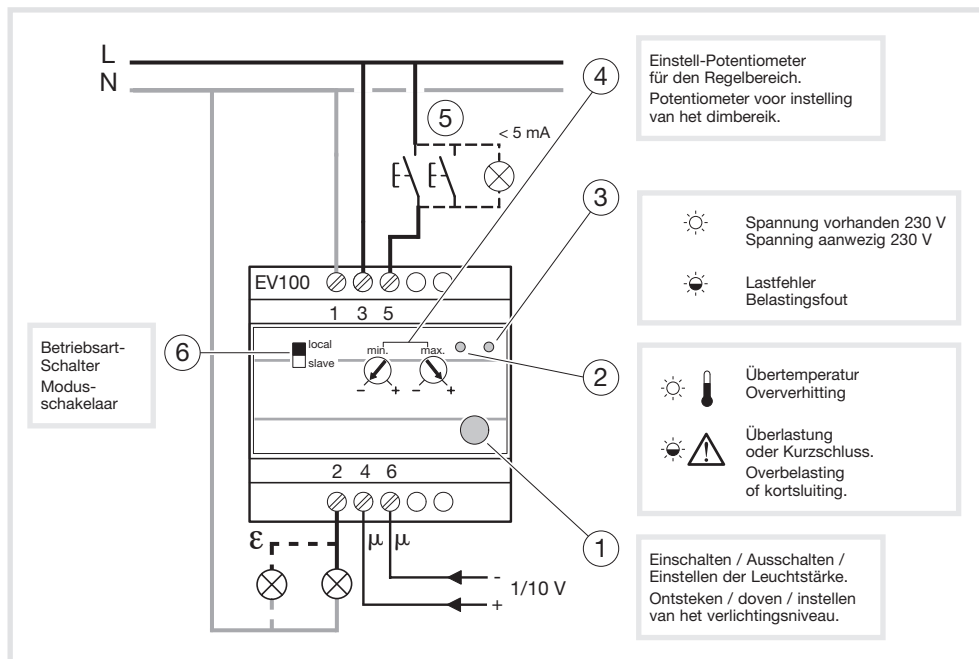 L
N
4
Einstell-Potentiometer
für den Regelbereich.
Potentiometer voor instelling
van het dimbereik.
5
< 5 mA
3
Spannung vorhanden 230 V
Spanning aanwezig 230 V
Lastfehler
Belastingsfout
EV100
1 3 5
Betriebsart-
Schalter
Modus-
schakelaar
6
local
slave
min.
max.
- +
- +
2
Übertemperatur
Oververhitting
Überlastung
oder Kurzschluss.
Overbelasting
of kortsluiting.
2 4 6
1
ε
μ μ
-
1/10 V
+
Einschalten / Ausschalten /
Einstellen der Leuchtstärke.
Ontsteken / doven / instellen
van het verlichtingsniveau.